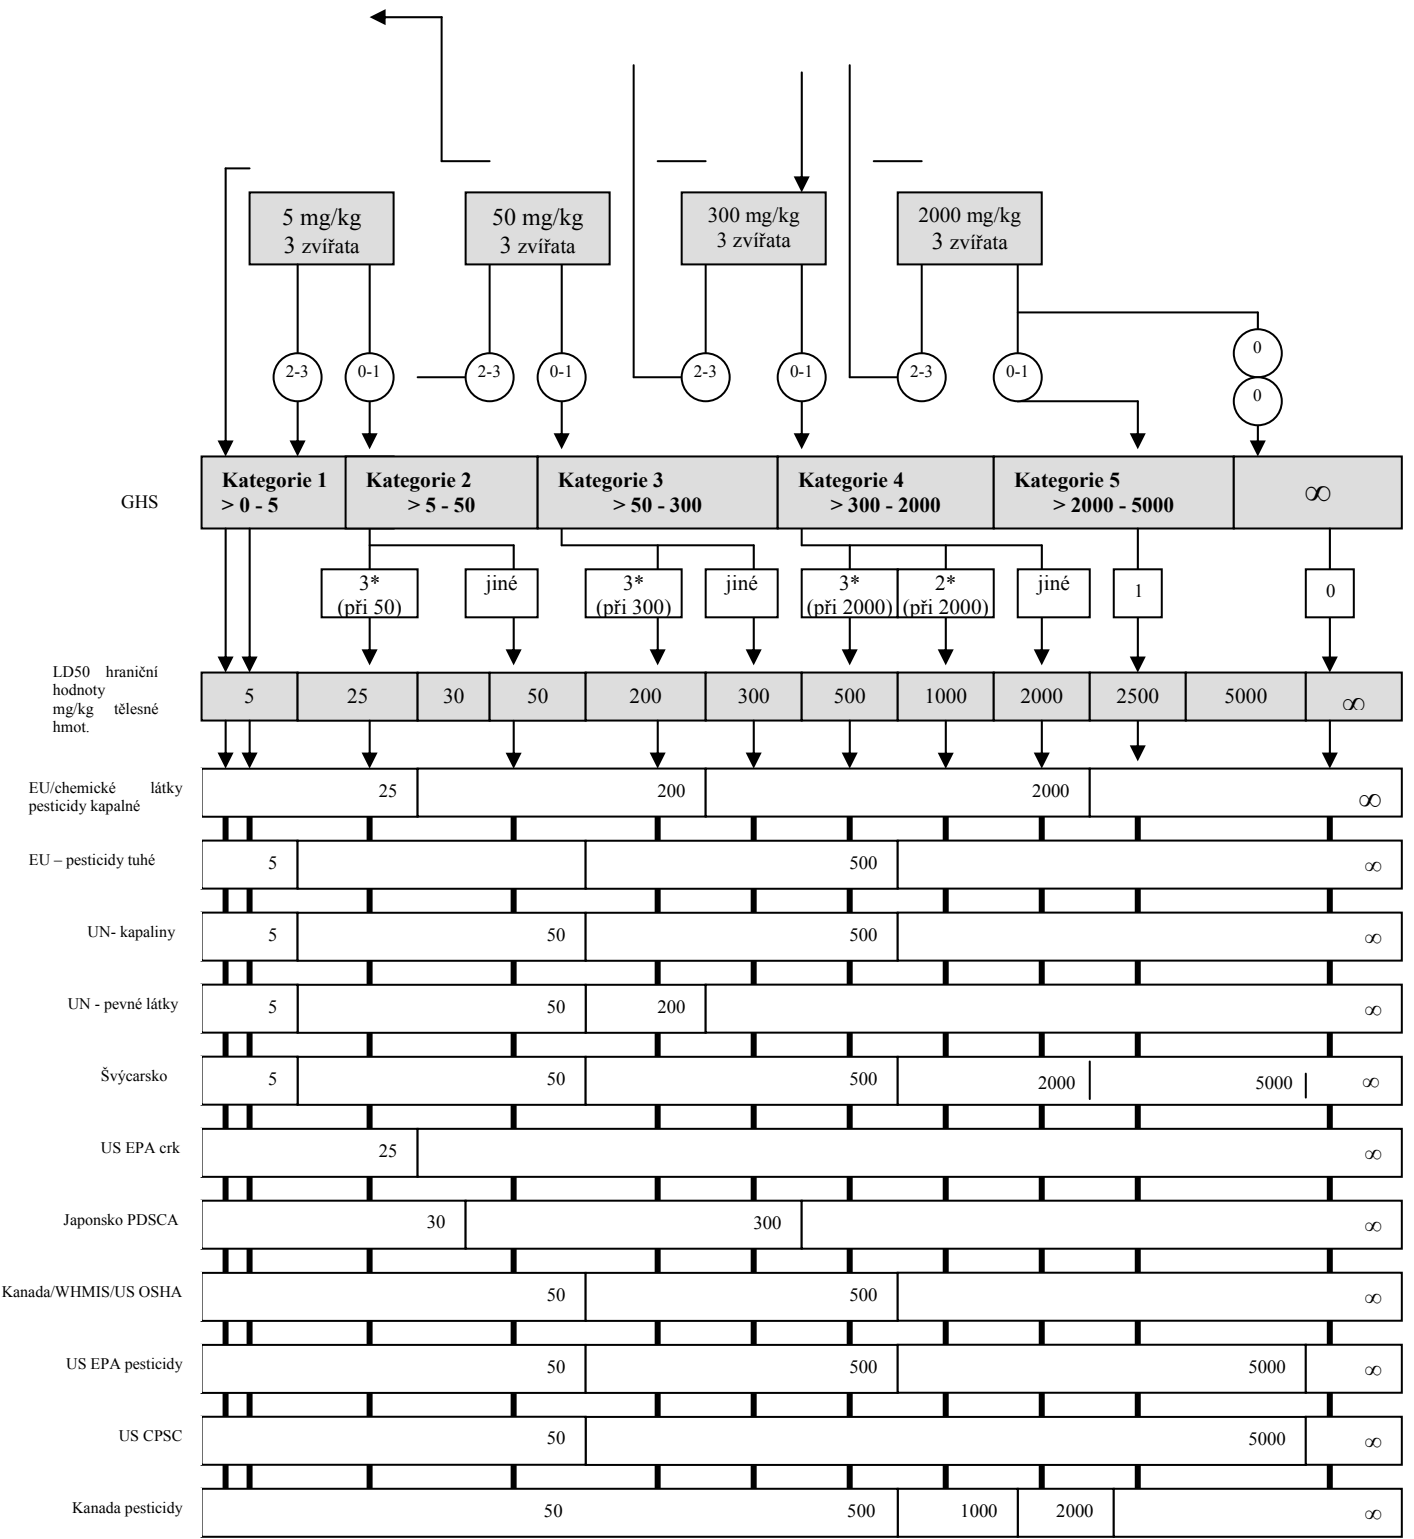 5 mg/kg
3 zvířata
50 mg/kg
3 zvířata
300 mg/kg
3 zvířata
2000 mg/kg
3 zvířata
2-3
0-1
2-3
0-1
2-3
0-1
2-3
0-1
0
0
GHS
Kategorie 1
> 0 - 5
Kategorie 2
> 5 - 50
Kategorie 3
> 50 - 300
Kategorie 4
> 300 - 2000
Kategorie 5
> 2000 - 5000
∞
3*
(při 50)
jiné
3*
(při 300)
jiné
3*
(při 2000)
2*
(při 2000)
jiné
1
0
LD50 hraniční
hodnoty
mg/kg tělesné
hmot.
5 25 30 50 200 300 500 1000 2000 2500 5000 ∞
EU/chemické látky
pesticidy kapalné
25 200 2000 ∞
EU – pesticidy tuhé
5 500 ∞
UN- kapaliny
5 50 500 ∞
UN - pevné látky
5 50 200 ∞
Švýcarsko
5 50 500 2000 5000 ∞
US EPA crk
25 ∞
Japonsko PDSCA
30 300 ∞
Kanada/WHMIS/US OSHA
50 500 ∞
US EPA pesticidy
50 500 5000 ∞
US CPSC
50 5000 ∞
Kanada pesticidy
50 500 1000 2000 ∞